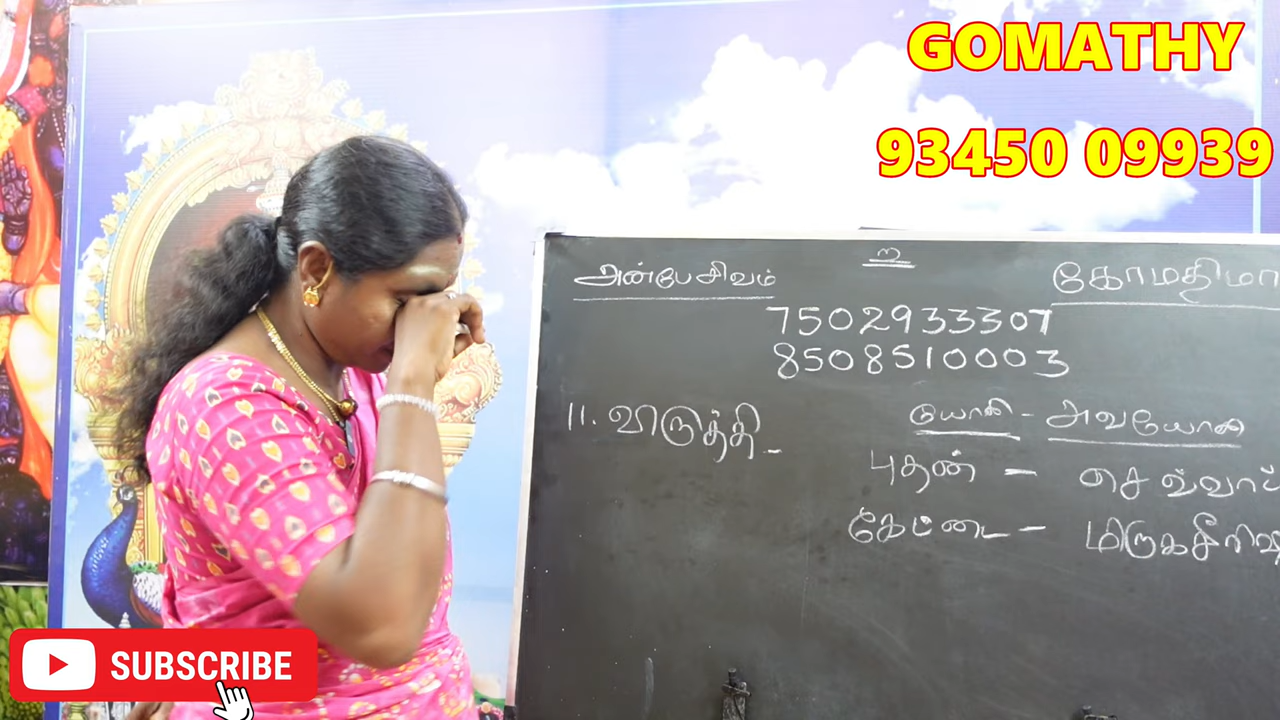 GOMATHY
93450 09939
உ
அன்பே சிவம்
கோமதிமா
7502933307
8508510003
11. விருத்தி -
யோகி - அவயோகி
புதன் - செவ்வாய்
கேட்டை - மிருகசீரிஷ
SUBSCRIBE